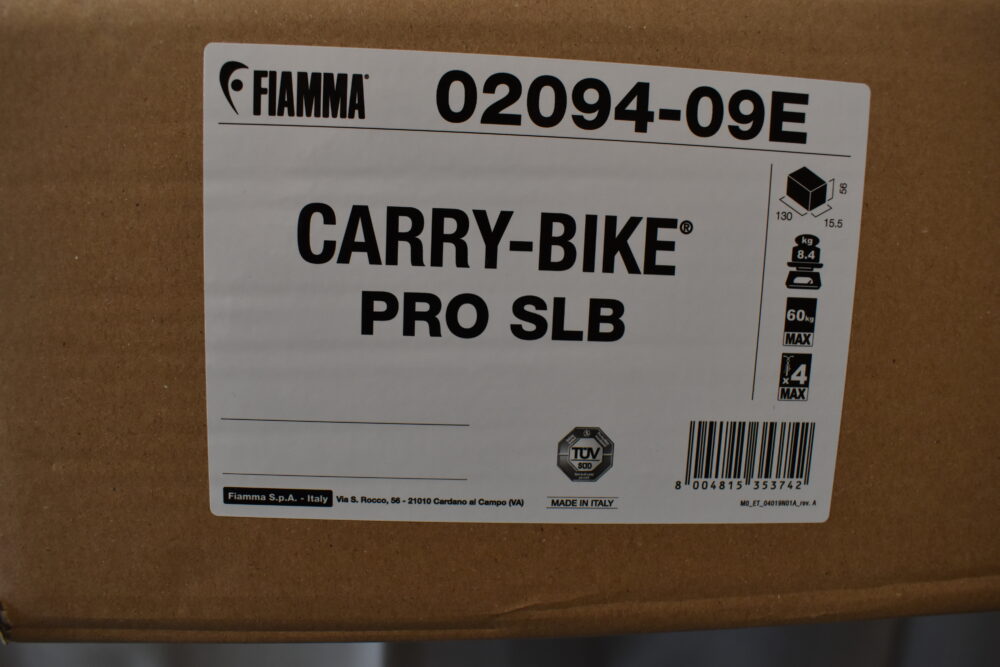 FIAMMA®
02094-09E
CARRY-BIKE®
PRO SLB
130
15.5
56
kg
8.4
60kg
MAX
x4
MAX
TÜV
SÜD
8 004815 353742
Fiamma S.p.A. - Italy
Via S. Rocco, 56 - 21010 Cardano al Campo (VA)
MADE IN ITALY
M0_ET_04019N01A_rev. A